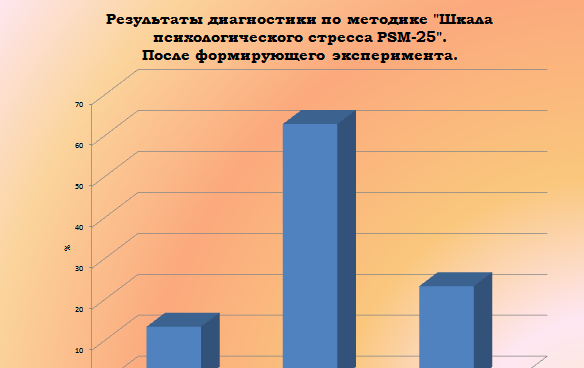 Результаты диагностики по методике "Шкала
психологического стресса PSM-25".
После формирующего эксперимента.
70
60
50
40
30
20
10
%